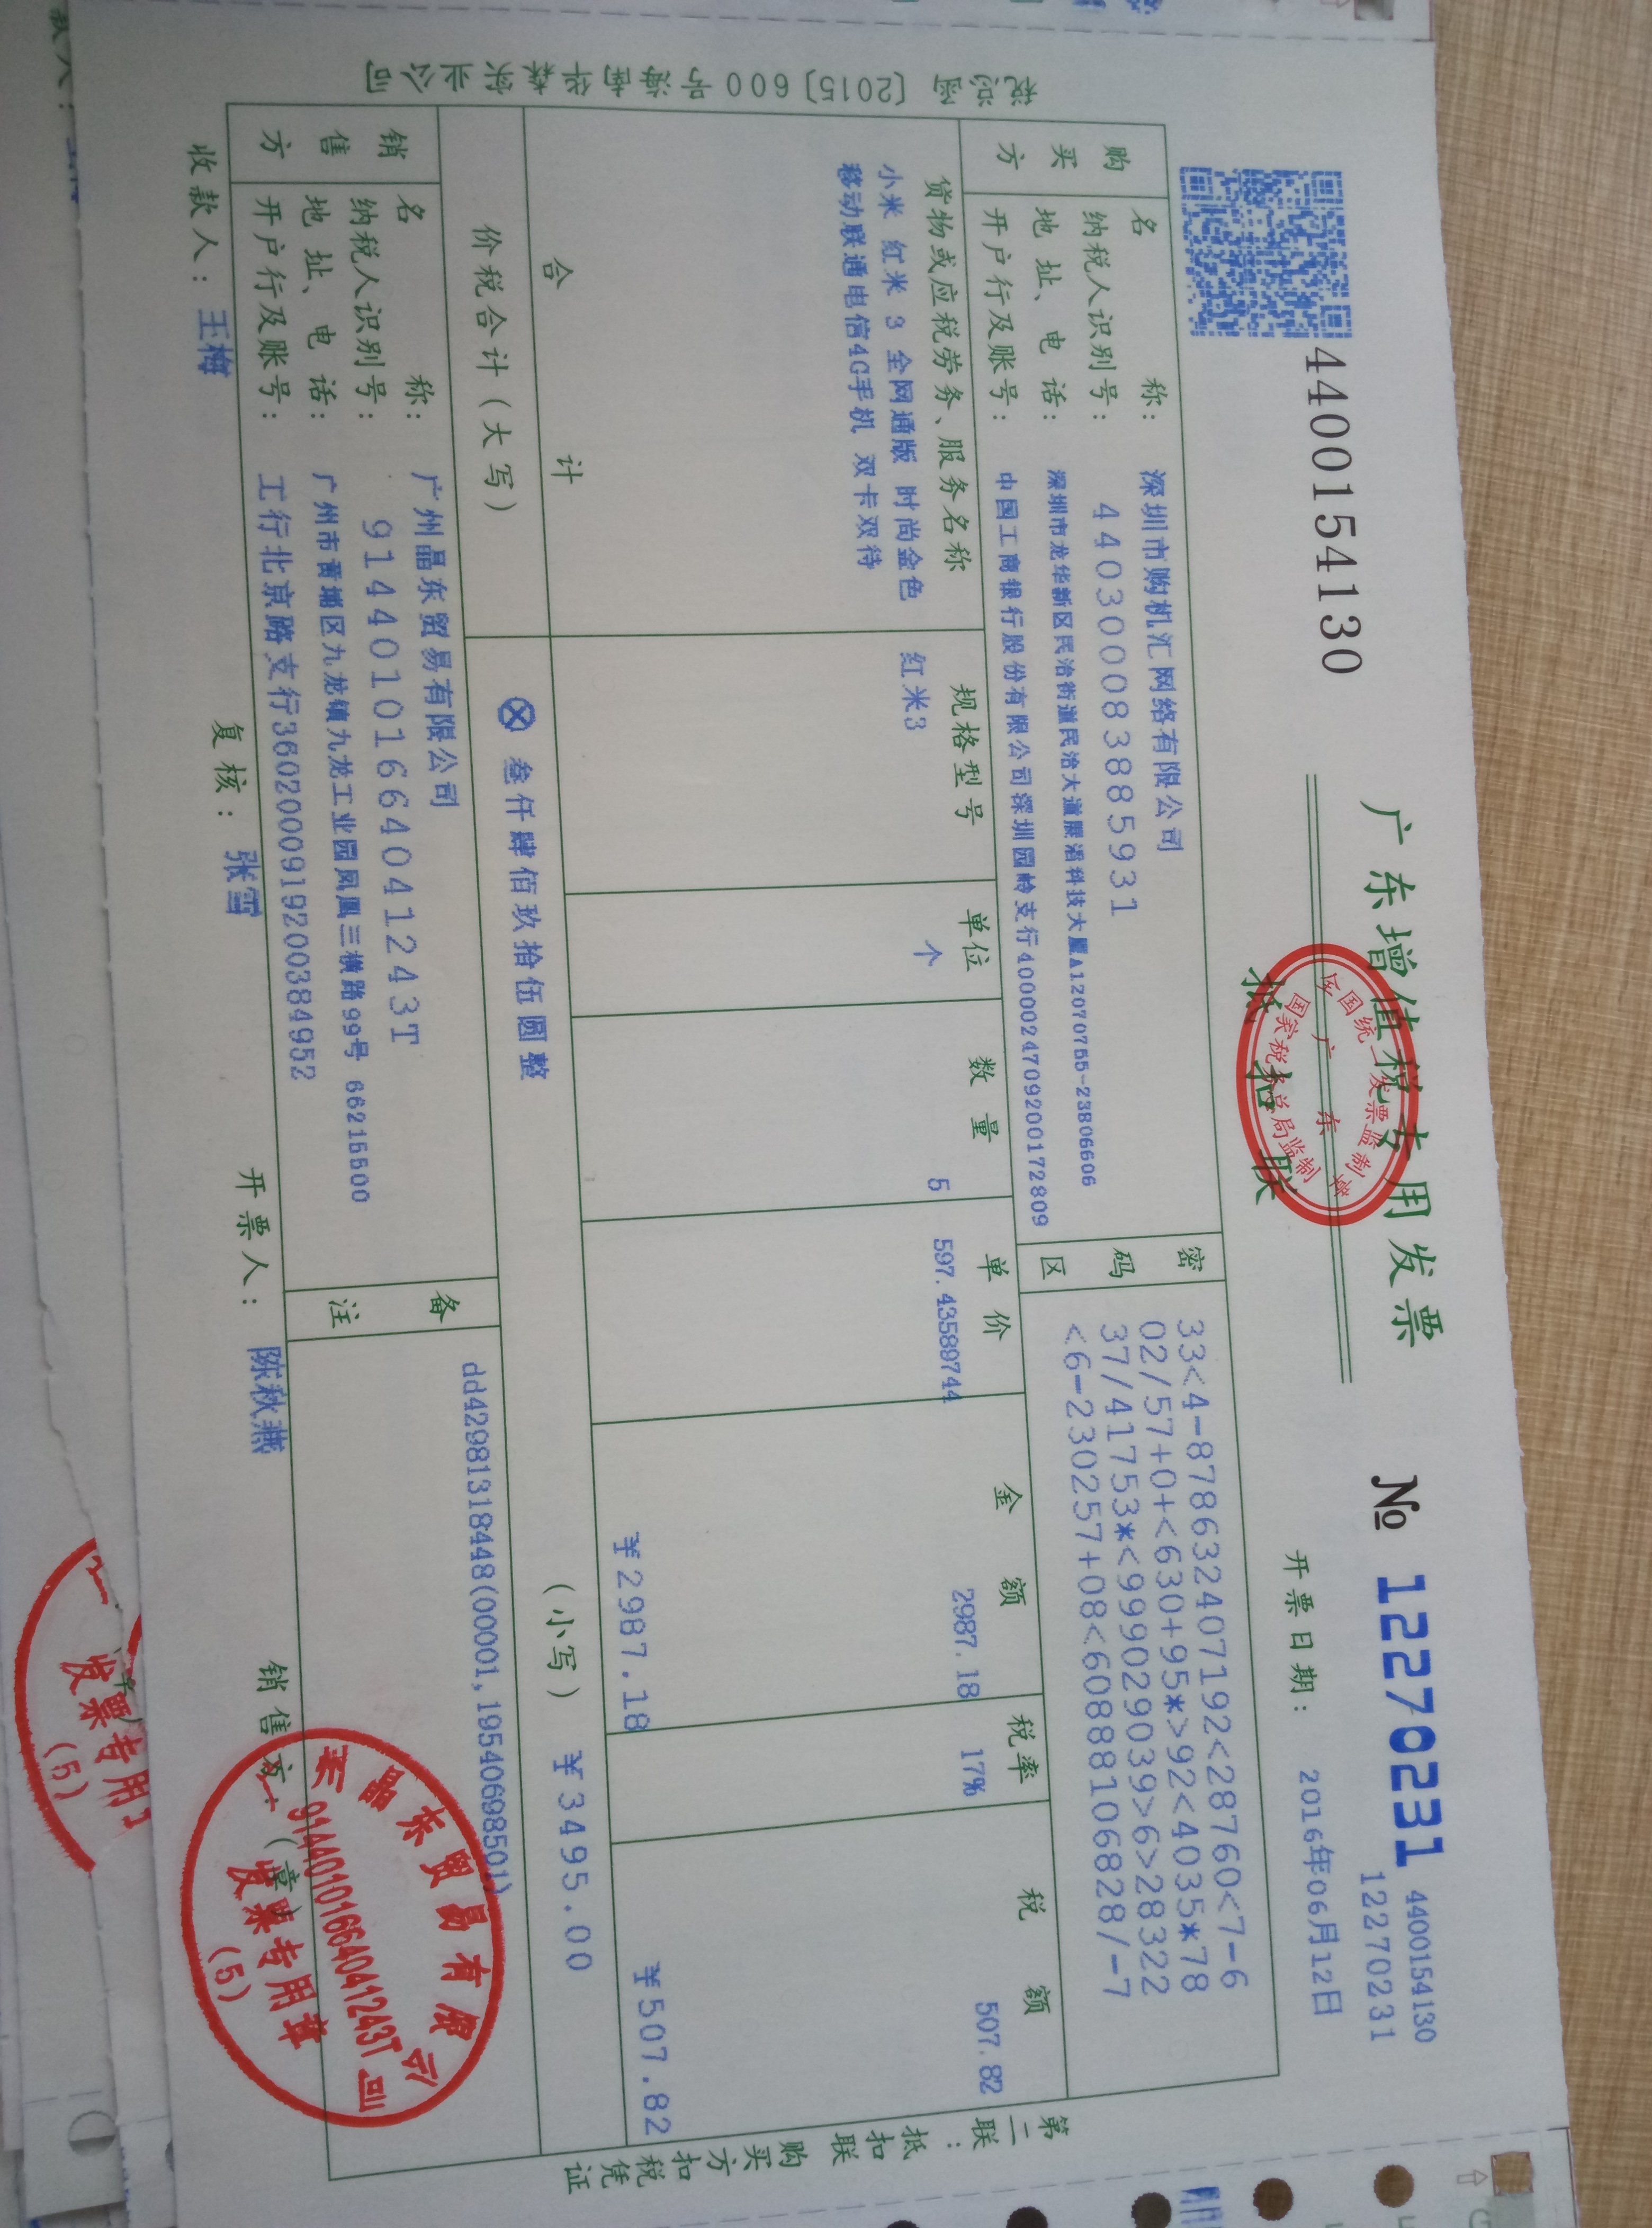 4400154130
广东增值税专用发票
抵扣联
全国统一发票监制章
广东
国家税务总局监制
№ 12270231
4400154130
12270231
开票日期: 2016年06月12日
购买方
名称: 深圳市购机汇网络有限公司
纳税人识别号: 440300838885931
地址、电话: 深圳市龙华新区民治街道民治大道展滔科技大厦A12070755-23806606
开户行及账号: 中国工商银行股份有限公司深圳园岭支行4000024709200172809
密码区
33<4-878632407192<28760<7-6
02/57+0+<630+95*>92<4035*78
37/41753*<999029039>6>28322
<6-230257+08<6088810 6828/-7
货物或应税劳务、服务名称 规格型号 单位 数量 单价 金额 税率 税额
小米 红米 3 全网通版 时尚金色 红米3 个 5 597.43589744 2987.18 17% 507.82
移动联通电信4G手机 双卡双待
合计 ¥2987.18 ¥507.82
价税合计(大写) ⊗ 叁仟肆佰玖拾伍圆整 (小写) ¥3495.00
销售方
名称: 广州晶东贸易有限公司
纳税人识别号: 91440101664041243T
地址、电话: 广州市黄埔区九龙镇九龙工业园凤凰三横路99号 66215500
开户行及账号: 工行北京路支行3602000919200384952
备注
dd42981318448(00001,19540698501)
收款人: 王梅 复核: 张雪 开票人: 陈秋燕 销售方:(章)
州晶东贸易有限公司
91440101664041243T
发票专用章
(5)
第二联:抵扣联 购买方扣税凭证
税总函〔2015〕600号海南华森实业公司
发票专用
(5)